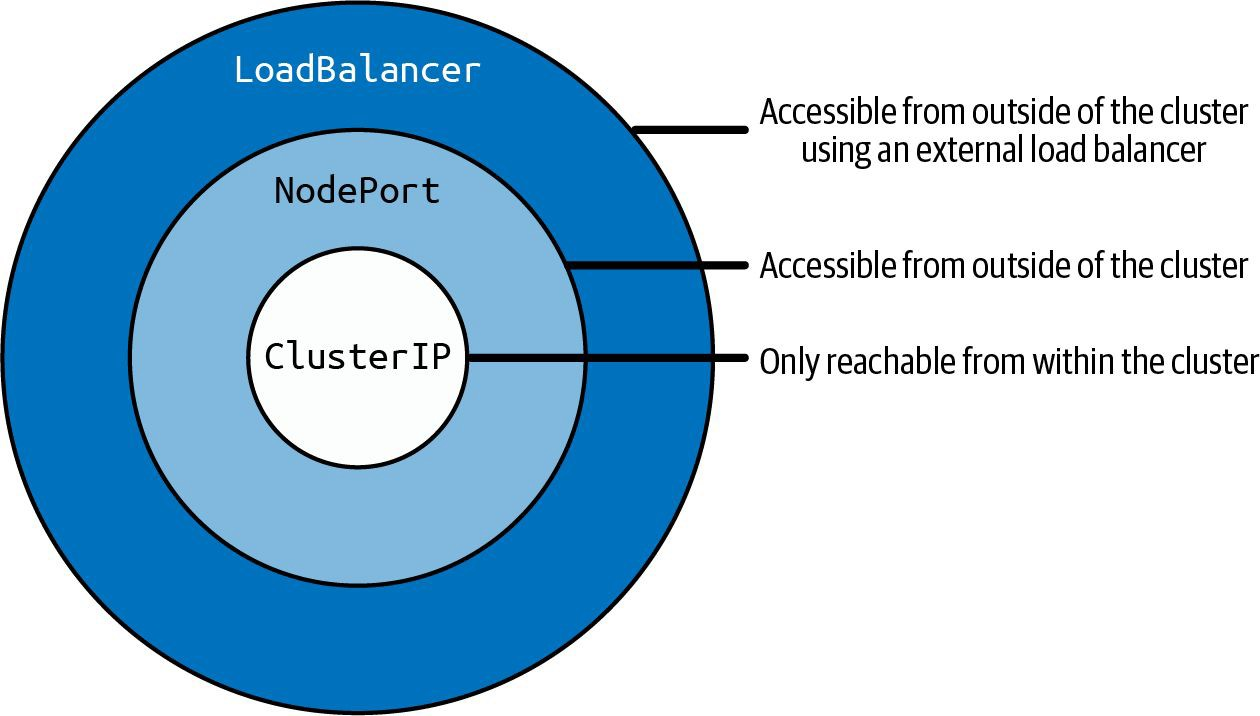 LoadBalancer
Accessible from outside of the cluster
using an external load balancer
NodePort
Accessible from outside of the cluster
ClusterIP
Only reachable from within the cluster